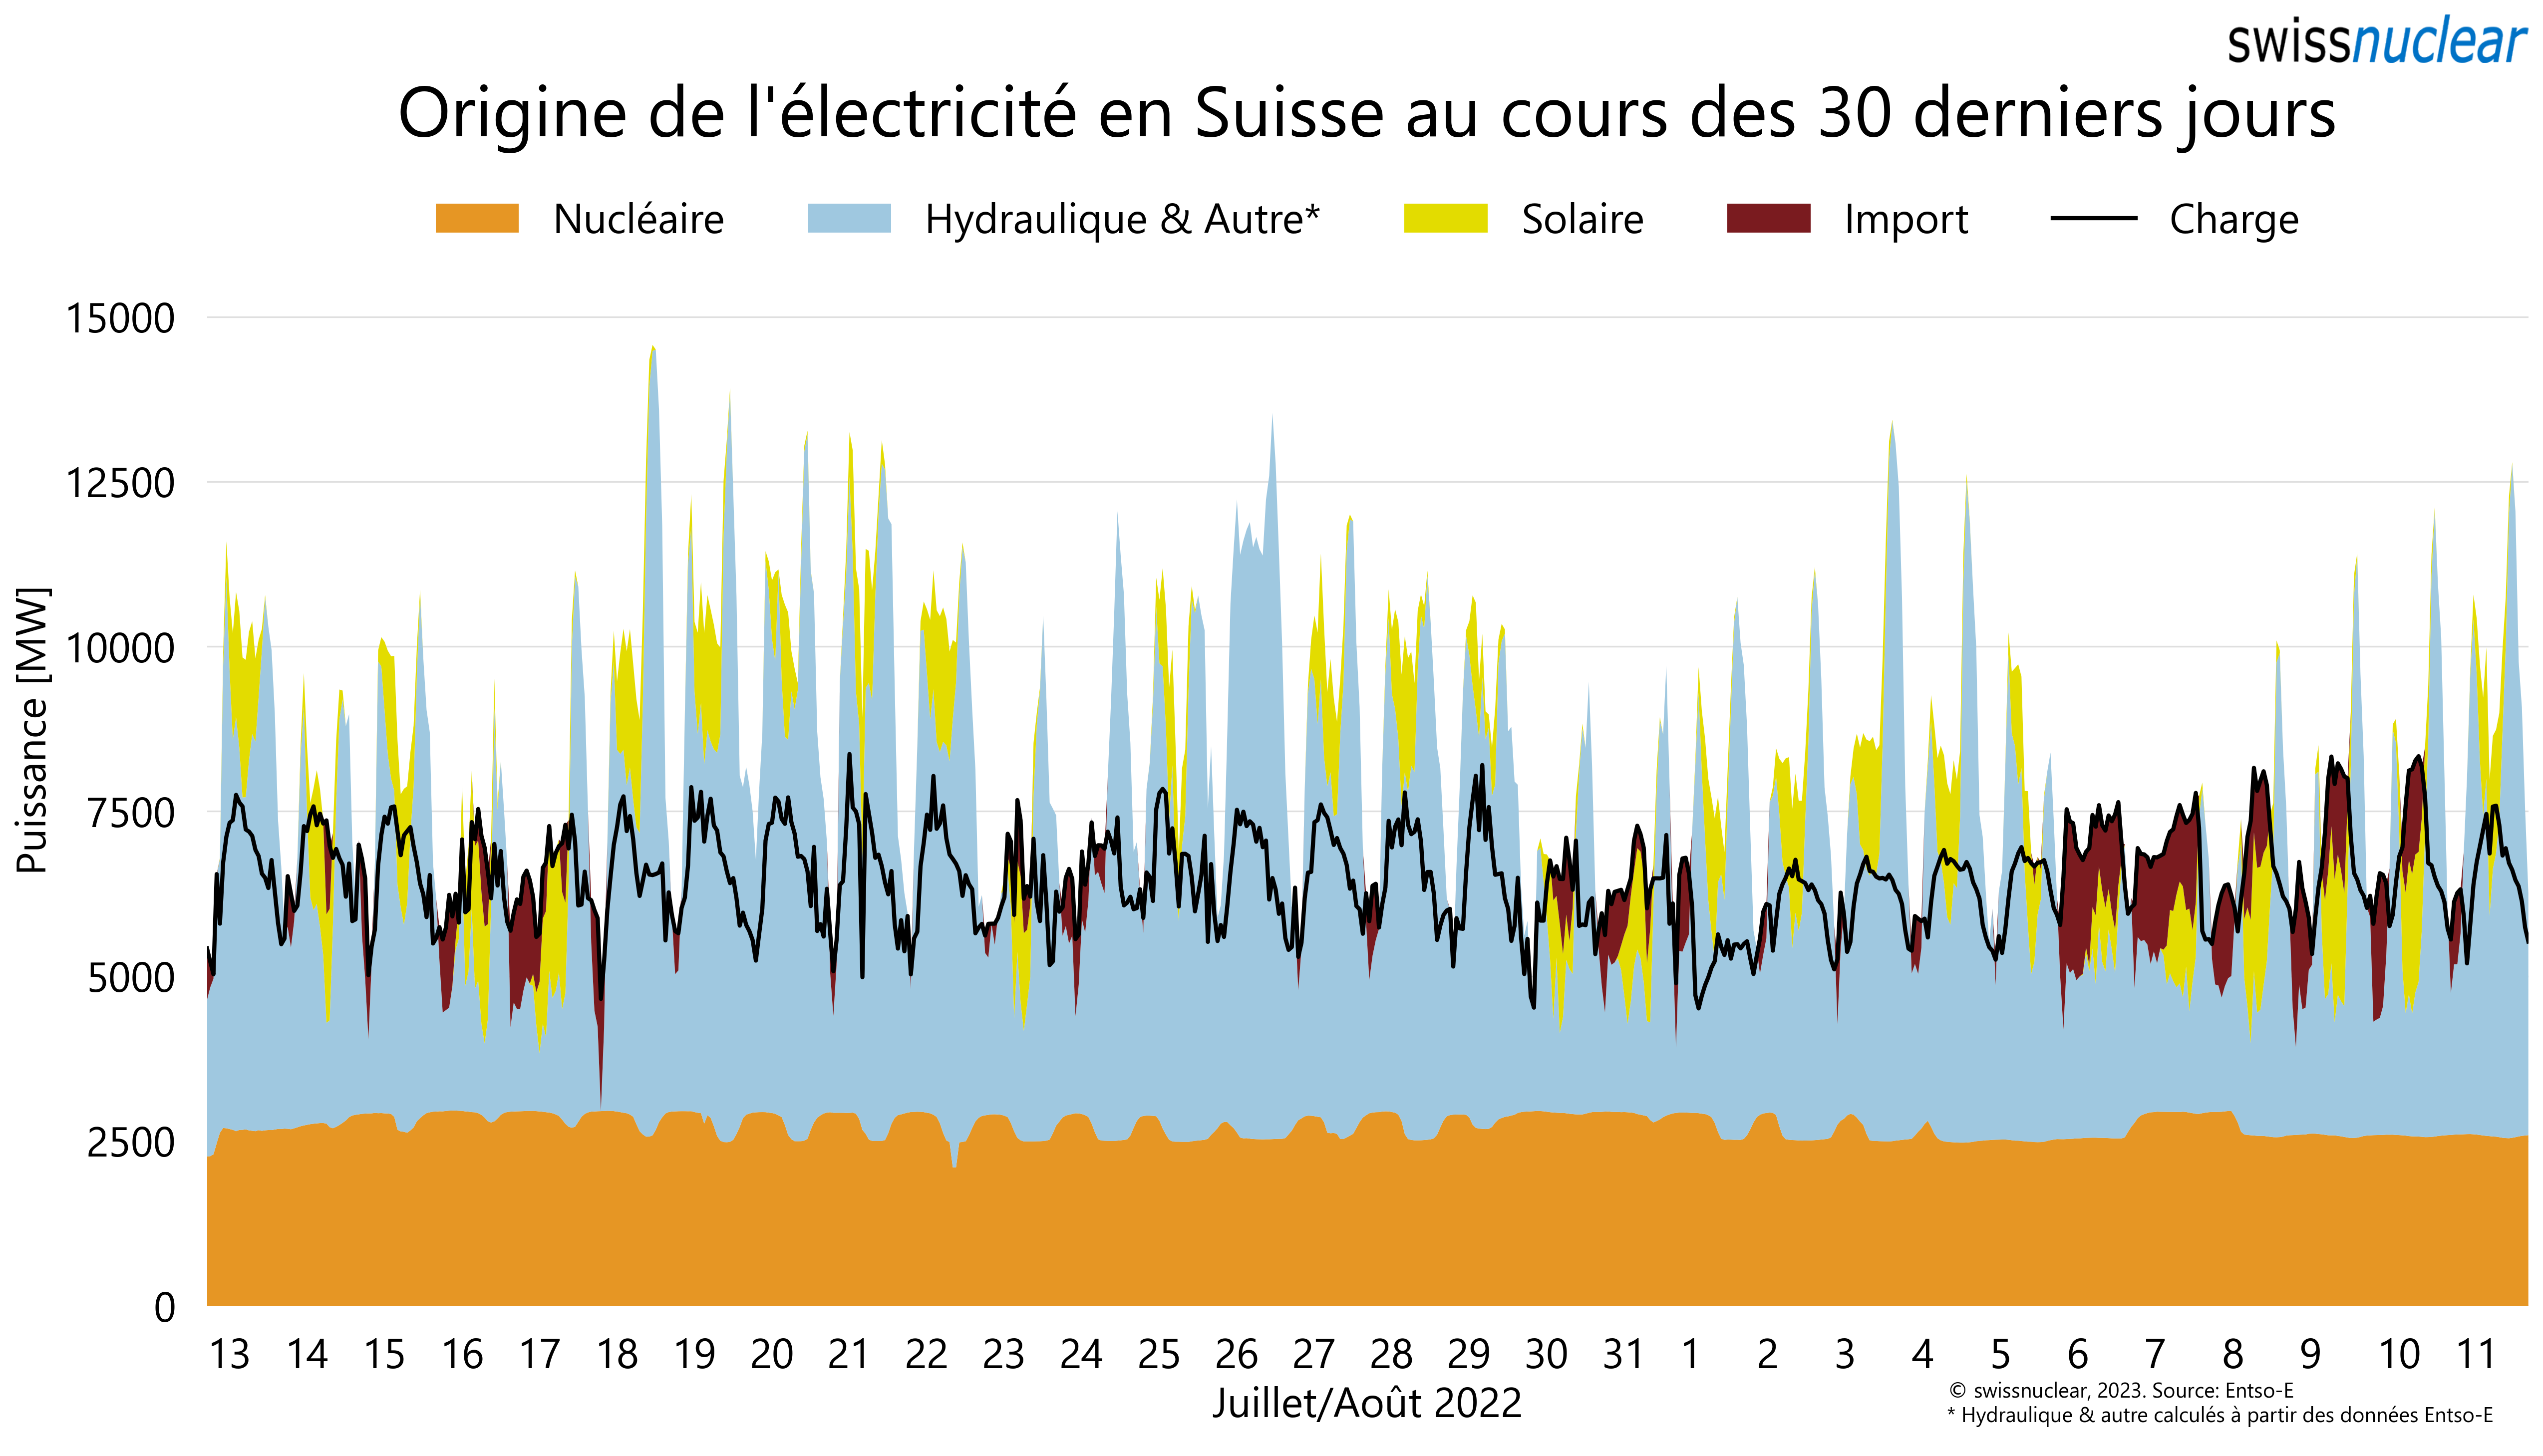 swissnuclear
Origine de l'électricité en Suisse au cours des 30 derniers jours
Nucléaire Hydraulique & Autre* Solaire Import Charge
15000
12500
10000
7500
5000
2500
0
Puissance [MW]
13 14 15 16 17 18 19 20 21 22 23 24 25 26 27 28 29 30 31 1 2 3 4 5 6 7 8 9 10 11
Juillet/Août 2022
© swissnuclear, 2023. Source: Entso-E
* Hydraulique & autre calculés à partir des données Entso-E